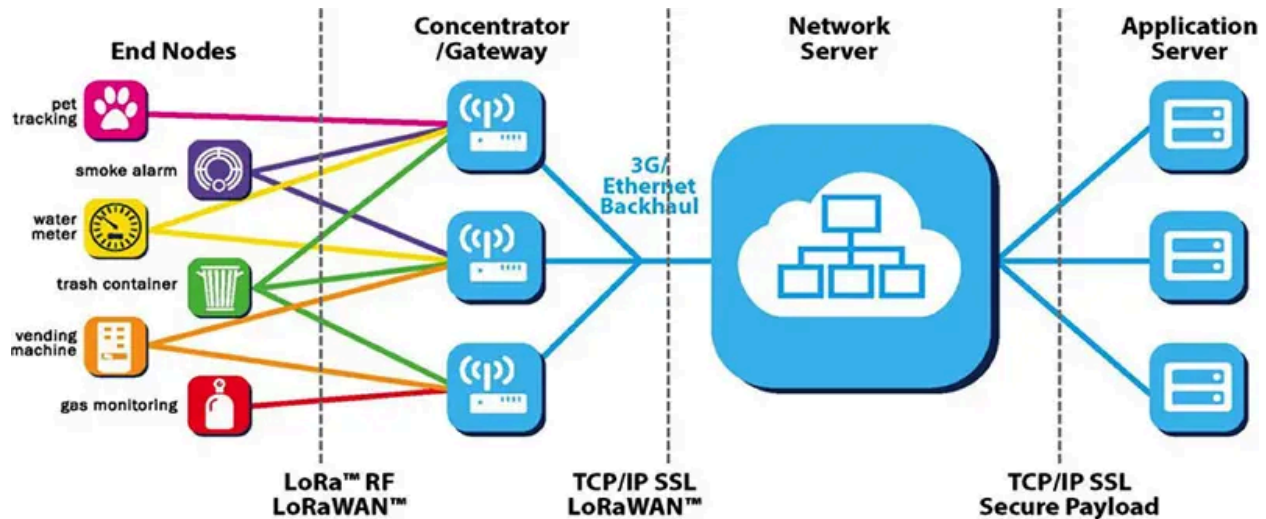 End Nodes
Concentrator
/Gateway
Network
Server
Application
Server
pet
tracking
smoke alarm
water
meter
trash container
vending
machine
gas monitoring
3G/
Ethernet
Backhaul
LoRa™ RF
LoRaWAN™
TCP/IP SSL
LoRaWAN™
TCP/IP SSL
Secure Payload